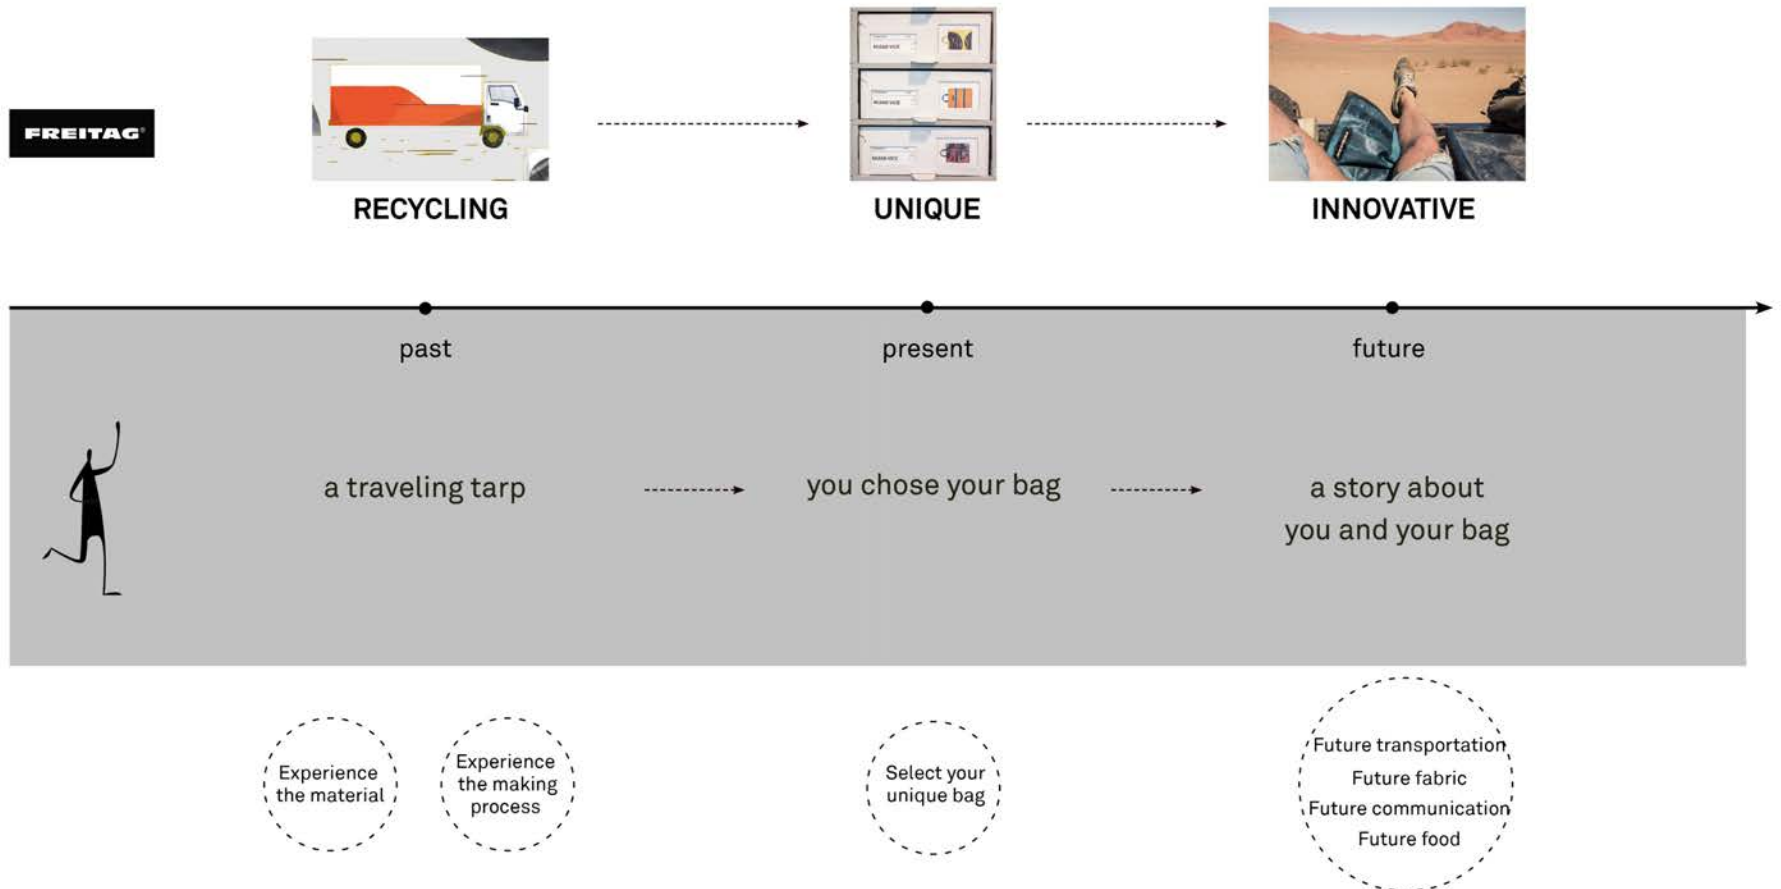 FREITAG®
RECYCLING
UNIQUE
INNOVATIVE
past
present
future
a traveling tarp
you chose your bag
a story about
you and your bag
Experience
the material
Experience
the making
process
Select your
unique bag
Future transportation
Future fabric
Future communication
Future food